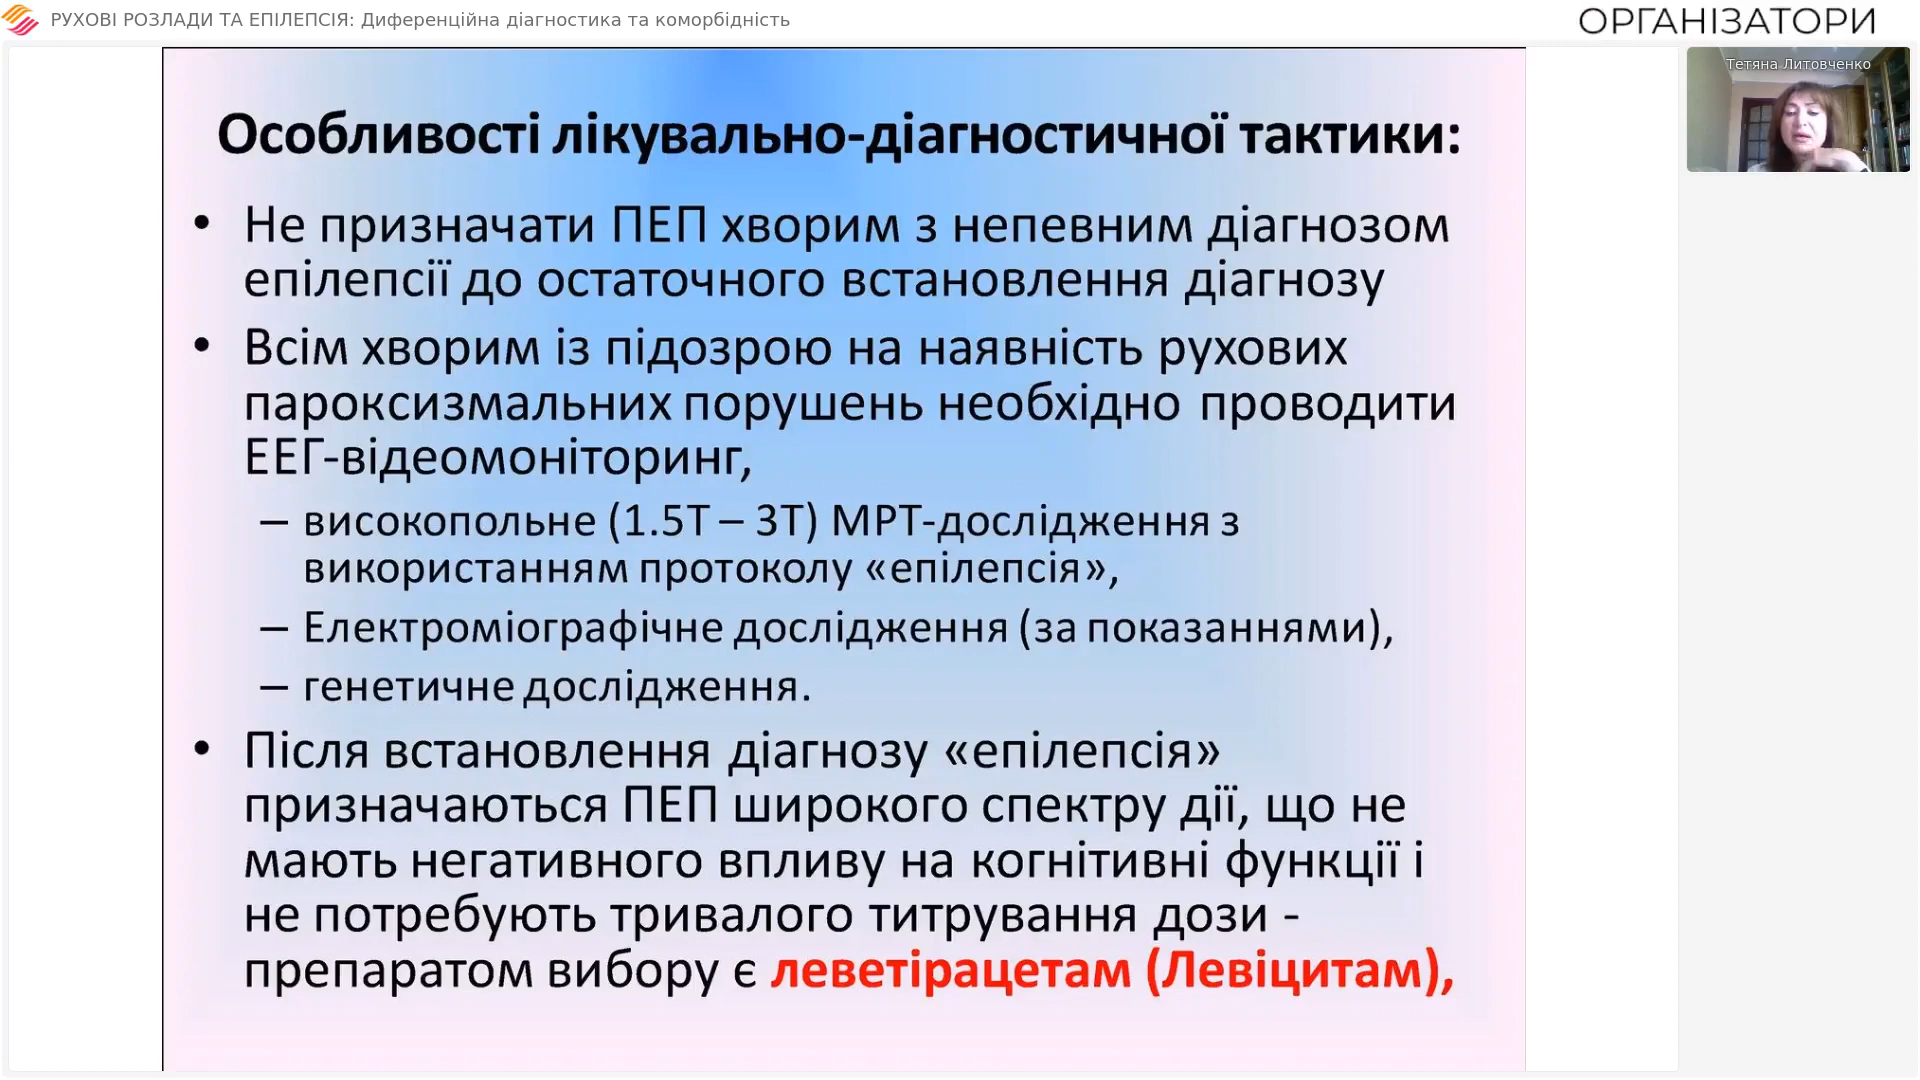 РУХОВІ РОЗЛАДИ ТА ЕПІЛЕПСІЯ: Диференційна діагностика та коморбідність
ОРГАНІЗАТОРИ
Тетяна Литовченко
Особливості лікувально-діагностичної тактики:
• Не призначати ПЕП хворим з непевним діагнозом
епілепсії до остаточного встановлення діагнозу
• Всім хворим із підозрою на наявність рухових
пароксизмальних порушень необхідно проводити
ЕЕГ-відеомоніторинг,
– високопольне (1.5Т – 3Т) МРТ-дослідження з
використанням протоколу «епілепсія»,
– Електроміографічне дослідження (за показаннями),
– генетичне дослідження.
• Після встановлення діагнозу «епілепсія»
призначаються ПЕП широкого спектру дії, що не
мають негативного впливу на когнітивні функції і
не потребують тривалого титрування дози -
препаратом вибору є леветірацетам (Левіцитам),